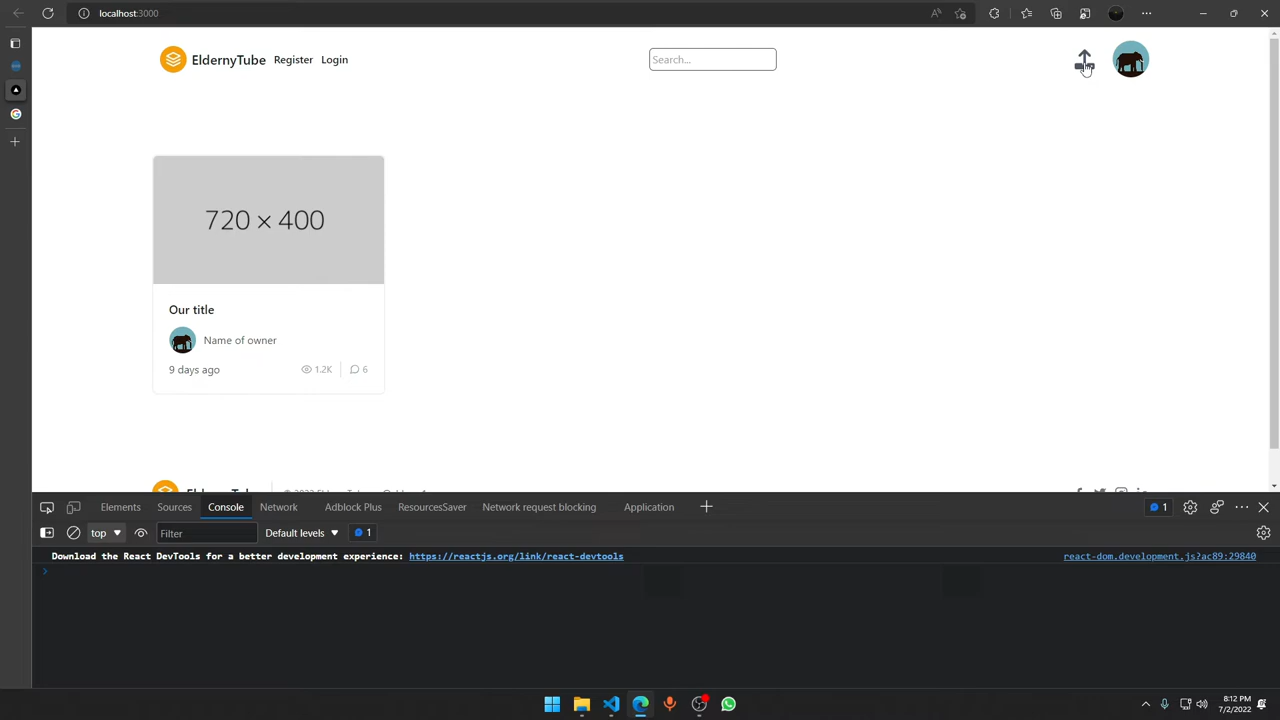 localhost:3000
EldernyTube Register Login
Search...
720 × 400
Our title
Name of owner
9 days ago 1.2K 6
Elements Sources Console Network Adblock Plus ResourcesSaver Network request blocking Application 1
top Filter Default levels 1
Download the React DevTools for a better development experience: https://reactjs.org/link/react-devtools react-dom.development.js?ac89:29840
8:12 PM
7/2/2022